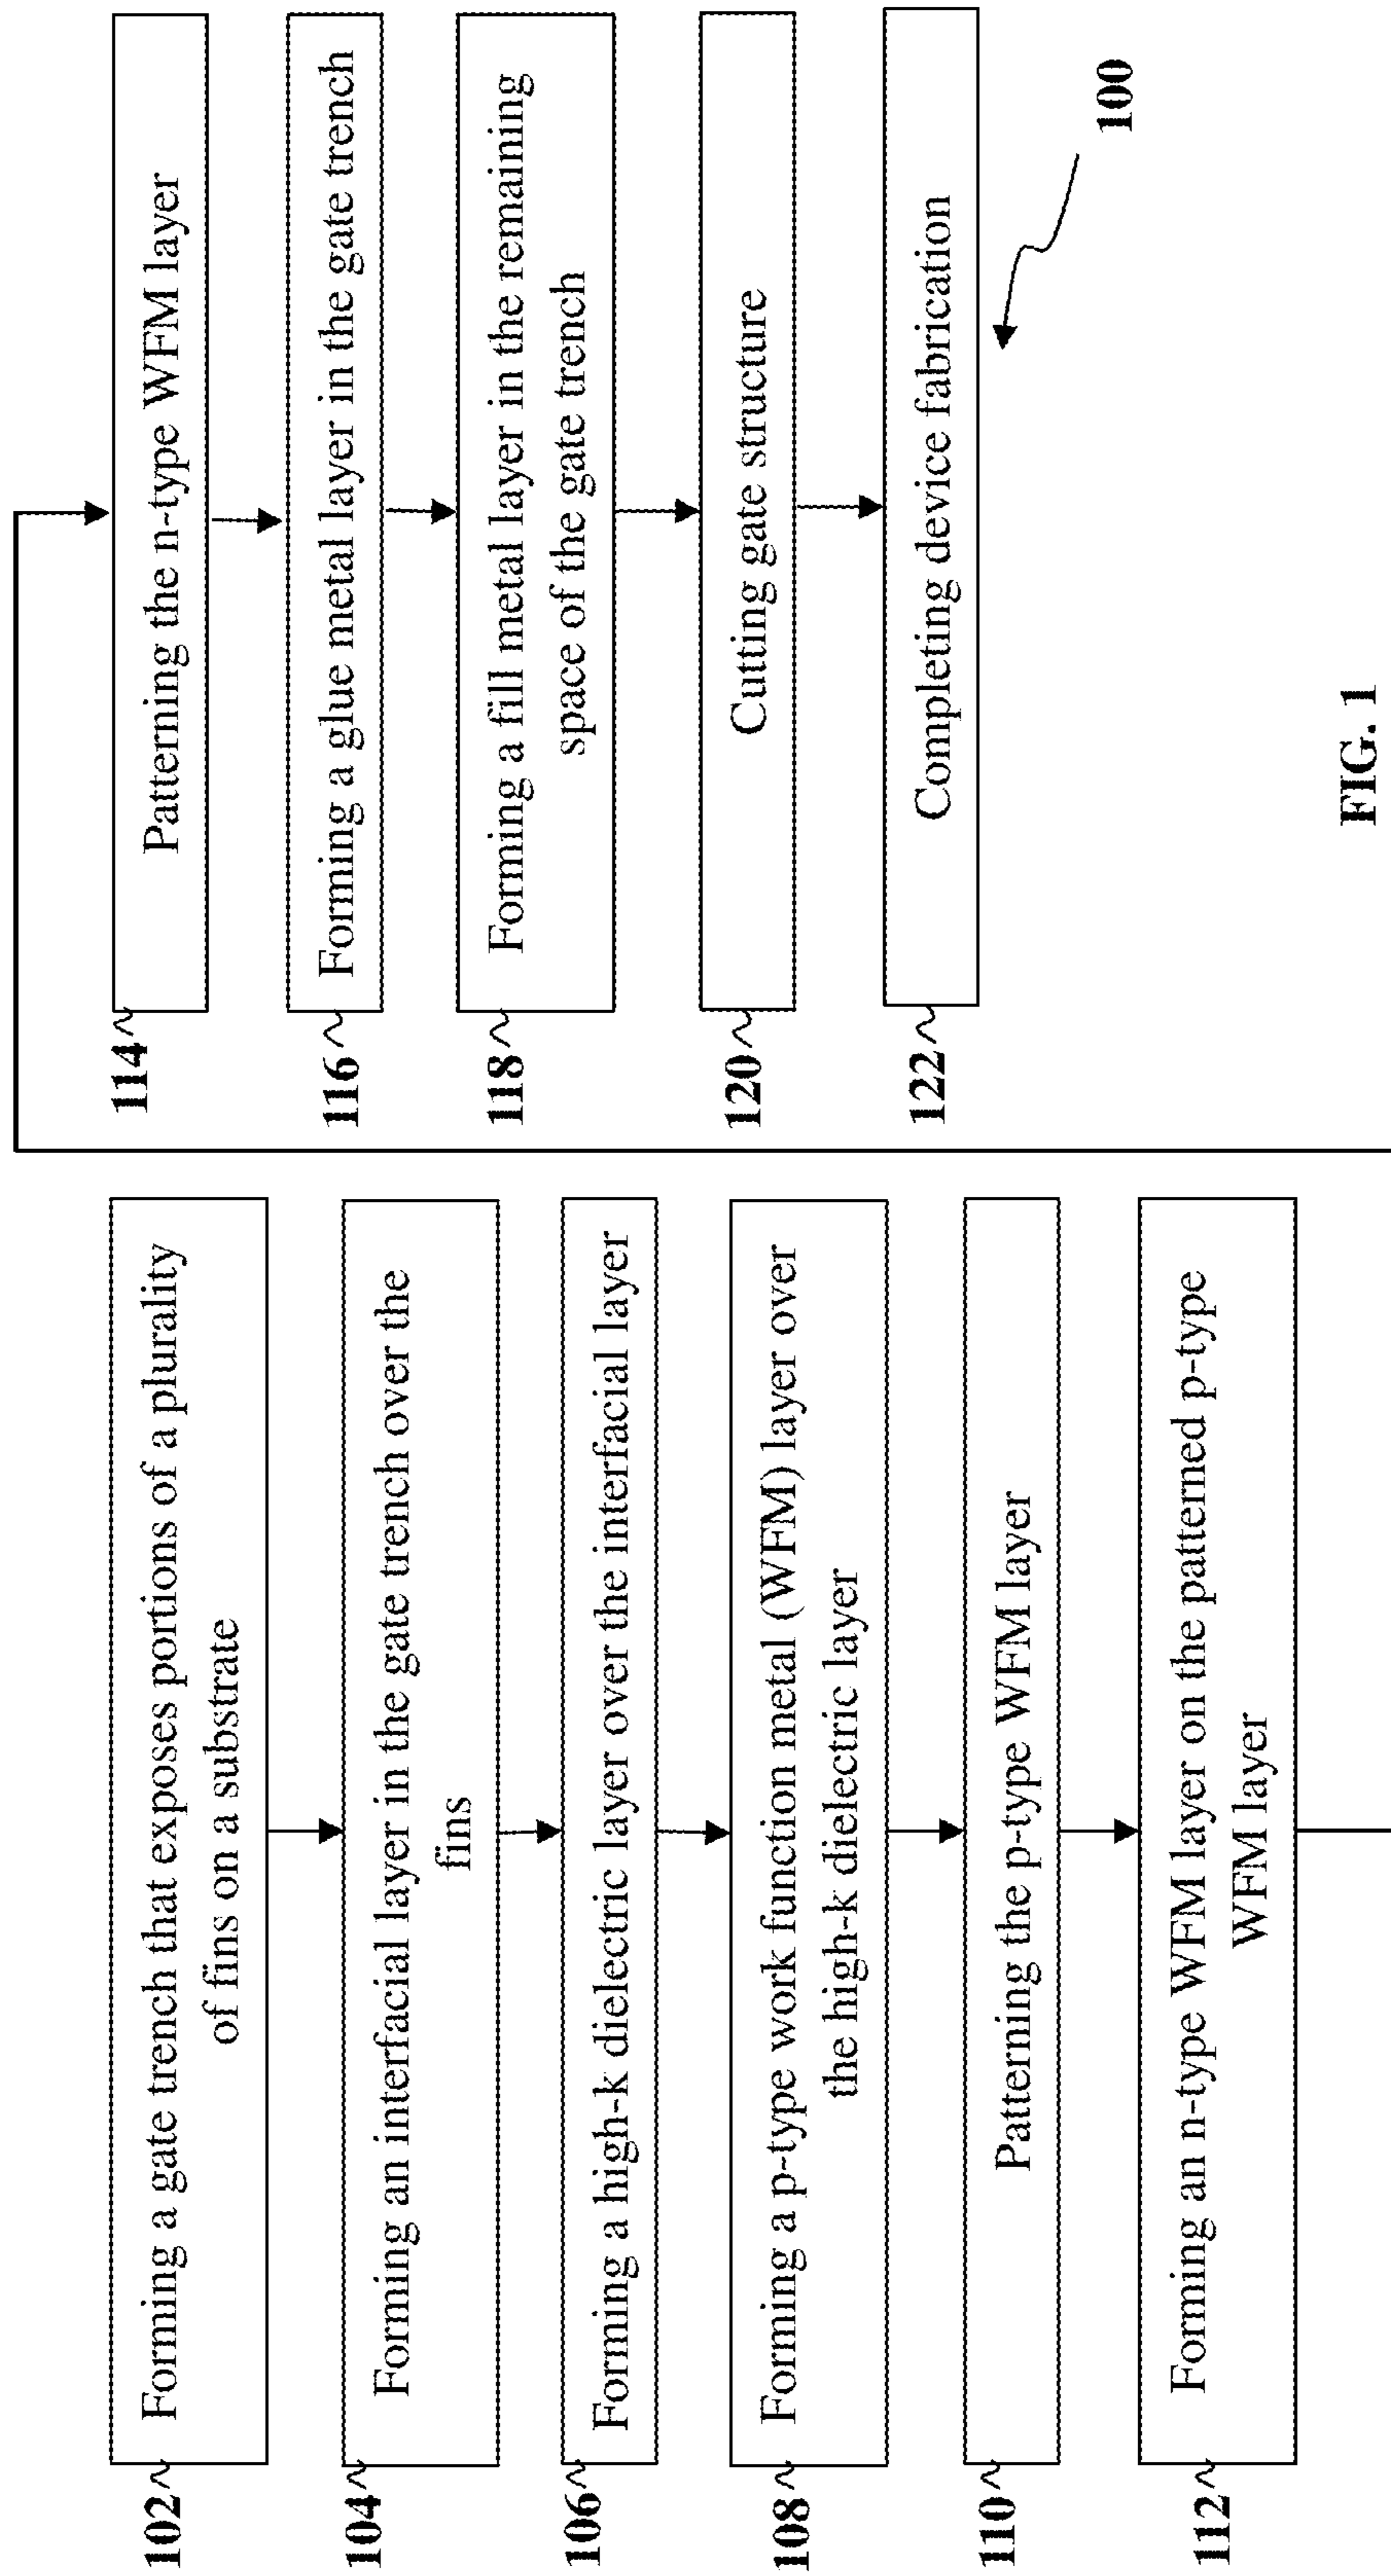 102
Forming a gate trench that exposes portions of a plurality
of fins on a substrate
104
Forming an interfacial layer in the gate trench over the
fins
106
Forming a high-k dielectric layer over the interfacial layer
108
Forming a p-type work function metal (WFM) layer over
the high-k dielectric layer
110
Patterning the p-type WFM layer
112
Forming an n-type WFM layer on the patterned p-type
WFM layer
114
Patterning the n-type WFM layer
116
Forming a glue metal layer in the gate trench
118
Forming a fill metal layer in the remaining
space of the gate trench
120
Cutting gate structure
122
Completing device fabrication
100
FIG. 1